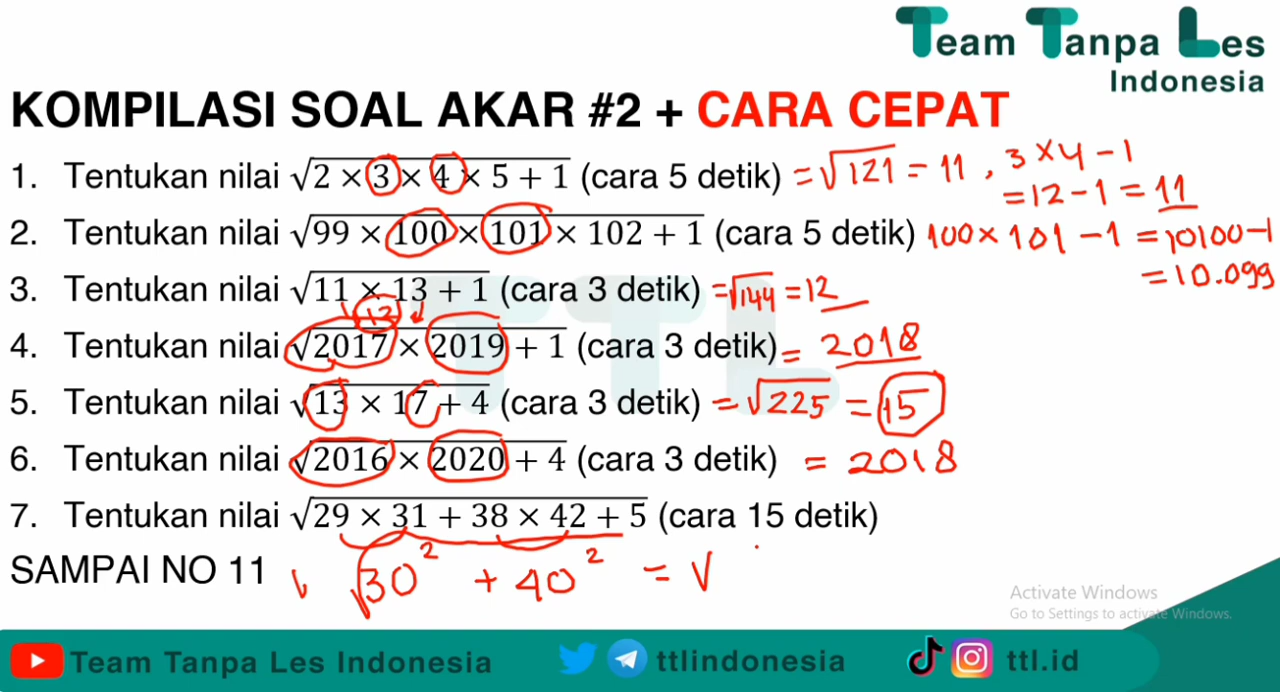 Team Tanpa Les
Indonesia
KOMPILASI SOAL AKAR #2 + CARA CEPAT
1. Tentukan nilai √2 × 3 × 4 × 5 + 1 (cara 5 detik) = √121 = 11, 3 × 4 - 1
= 12 - 1 = 11
2. Tentukan nilai √99 × 100 × 101 × 102 + 1 (cara 5 detik) 100 × 101 - 1 = 10100 - 1
= 10.099
3. Tentukan nilai √11 × 13 + 1 (cara 3 detik) = √144 = 12
12
4. Tentukan nilai √2017 × 2019 + 1 (cara 3 detik) = 2018
5. Tentukan nilai √13 × 17 + 4 (cara 3 detik) = √225 = 15
6. Tentukan nilai √2016 × 2020 + 4 (cara 3 detik) = 2018
7. Tentukan nilai √29 × 31 + 38 × 42 + 5 (cara 15 detik)
SAMPAI NO 11 √30² + 40² = √
TTL
Activate Windows
Go to Settings to activate Windows.
Team Tanpa Les Indonesia ttlindonesia ttl.id